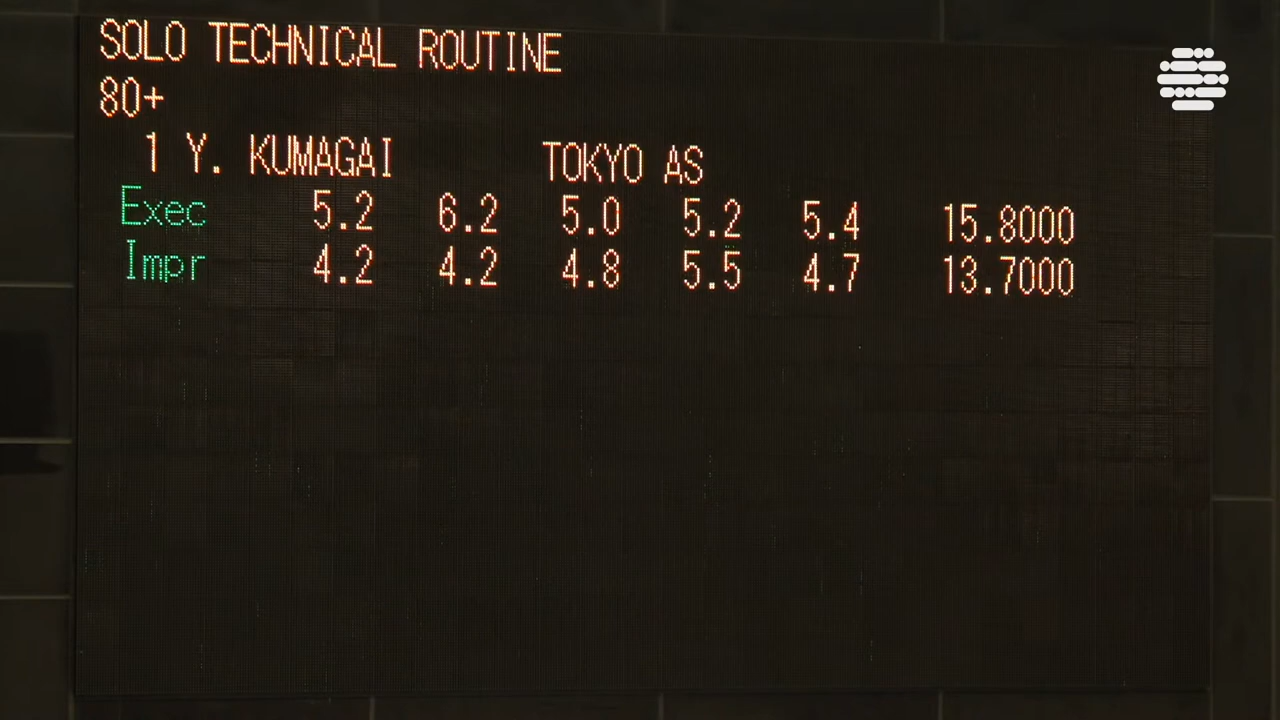 SOLO TECHNICAL ROUTINE
80+
1 Y. KUMAGAI TOKYO AS
Exec 5.2 6.2 5.0 5.2 5.4 15.8000
Impr 4.2 4.2 4.8 5.5 4.7 13.7000